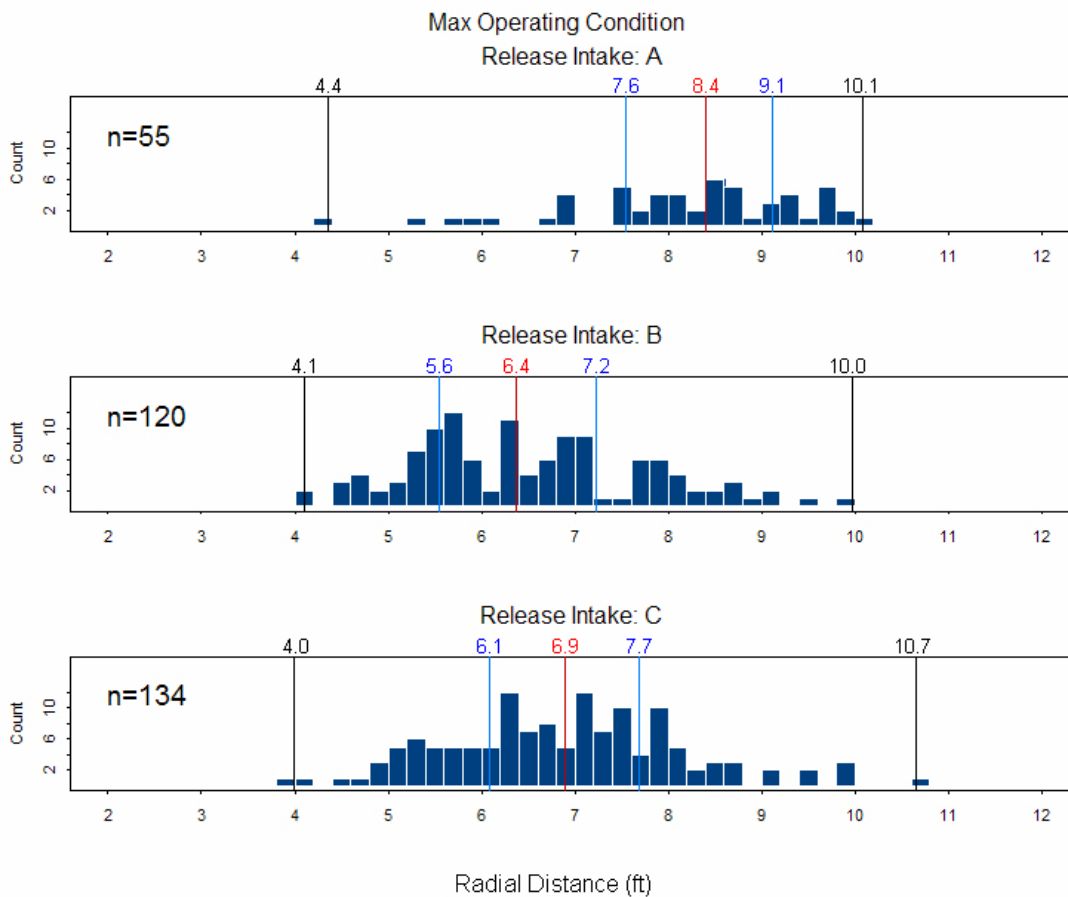 Max Operating Condition
Release Intake: A
4.4 7.6 8.4 9.1 10.1
n=55
Count
10
6
2
2 3 4 5 6 7 8 9 10 11 12
Release Intake: B
4.1 5.6 6.4 7.2 10.0
n=120
Count
10
6
2
2 3 4 5 6 7 8 9 10 11 12
Release Intake: C
4.0 6.1 6.9 7.7 10.7
n=134
Count
10
6
2
2 3 4 5 6 7 8 9 10 11 12
Radial Distance (ft)